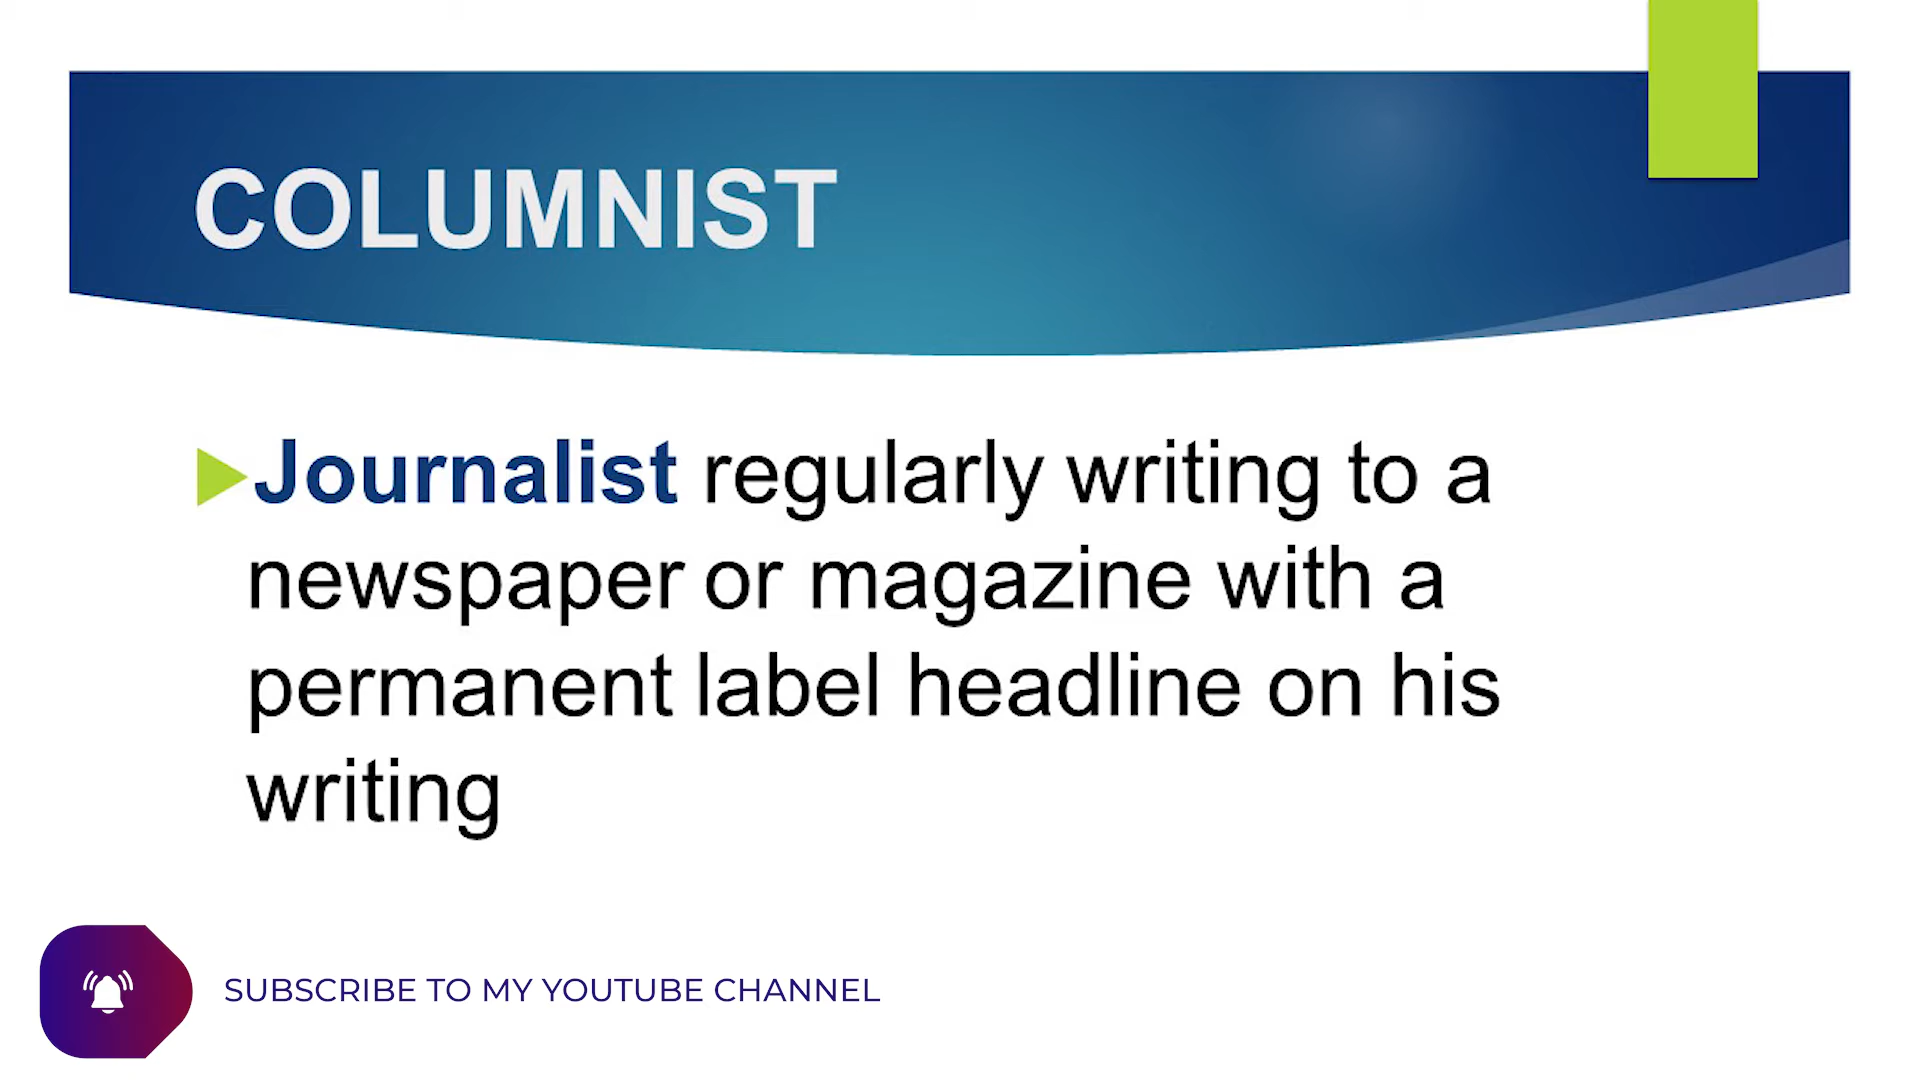 COLUMNIST
Journalist regularly writing to a
newspaper or magazine with a
permanent label headline on his
writing
SUBSCRIBE TO MY YOUTUBE CHANNEL